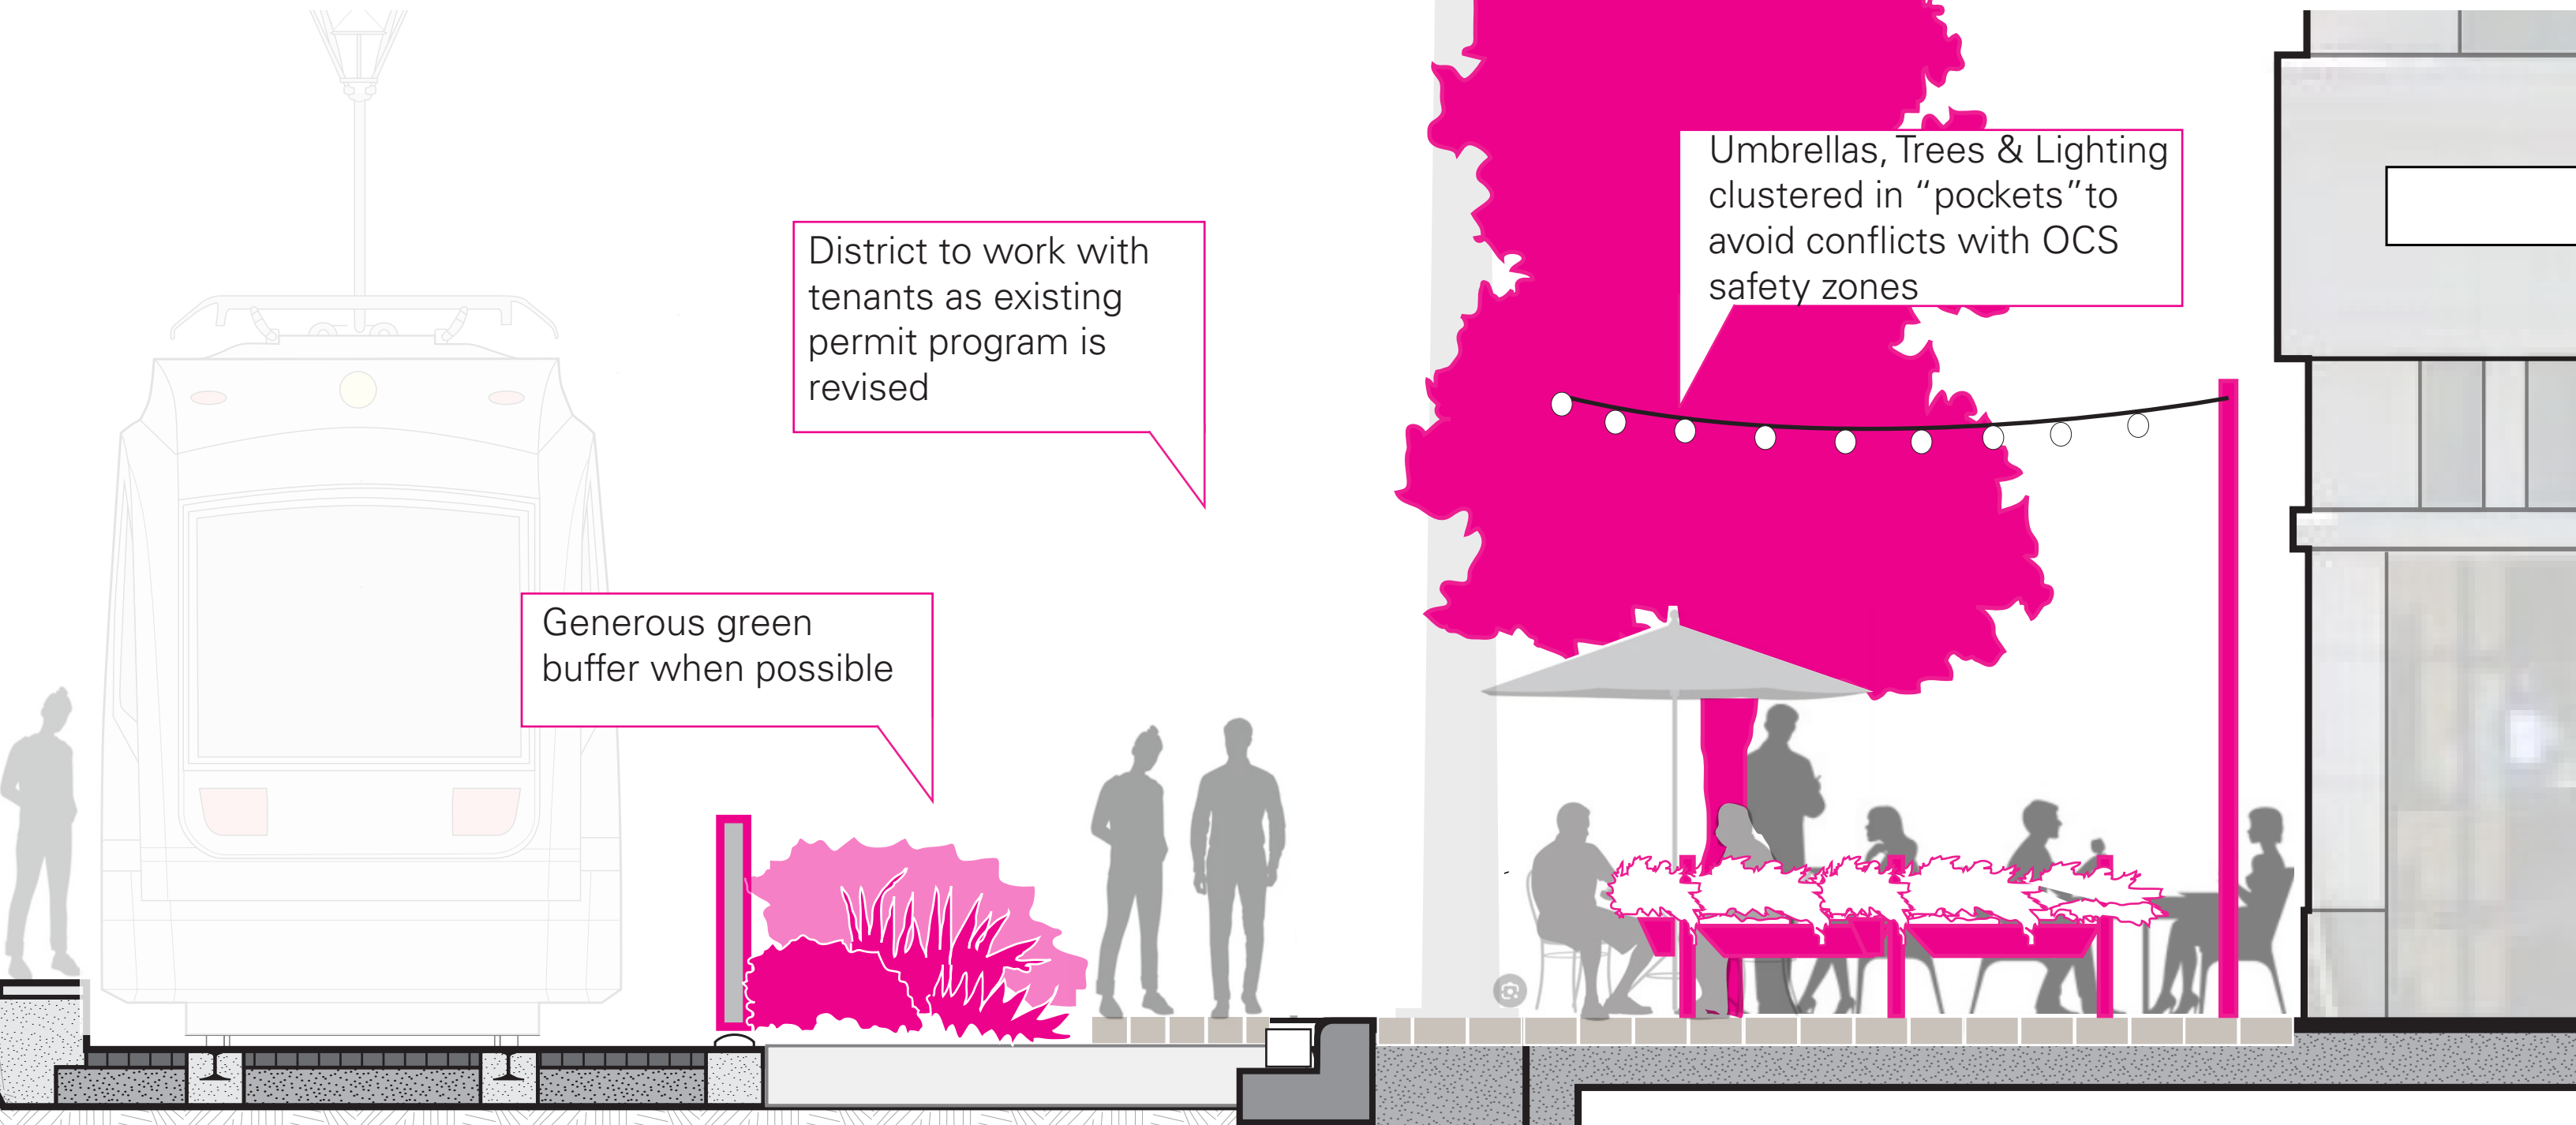 Umbrellas, Trees & Lighting
clustered in “pockets” to
avoid conflicts with OCS
safety zones
District to work with
tenants as existing
permit program is
revised
Generous green
buffer when possible